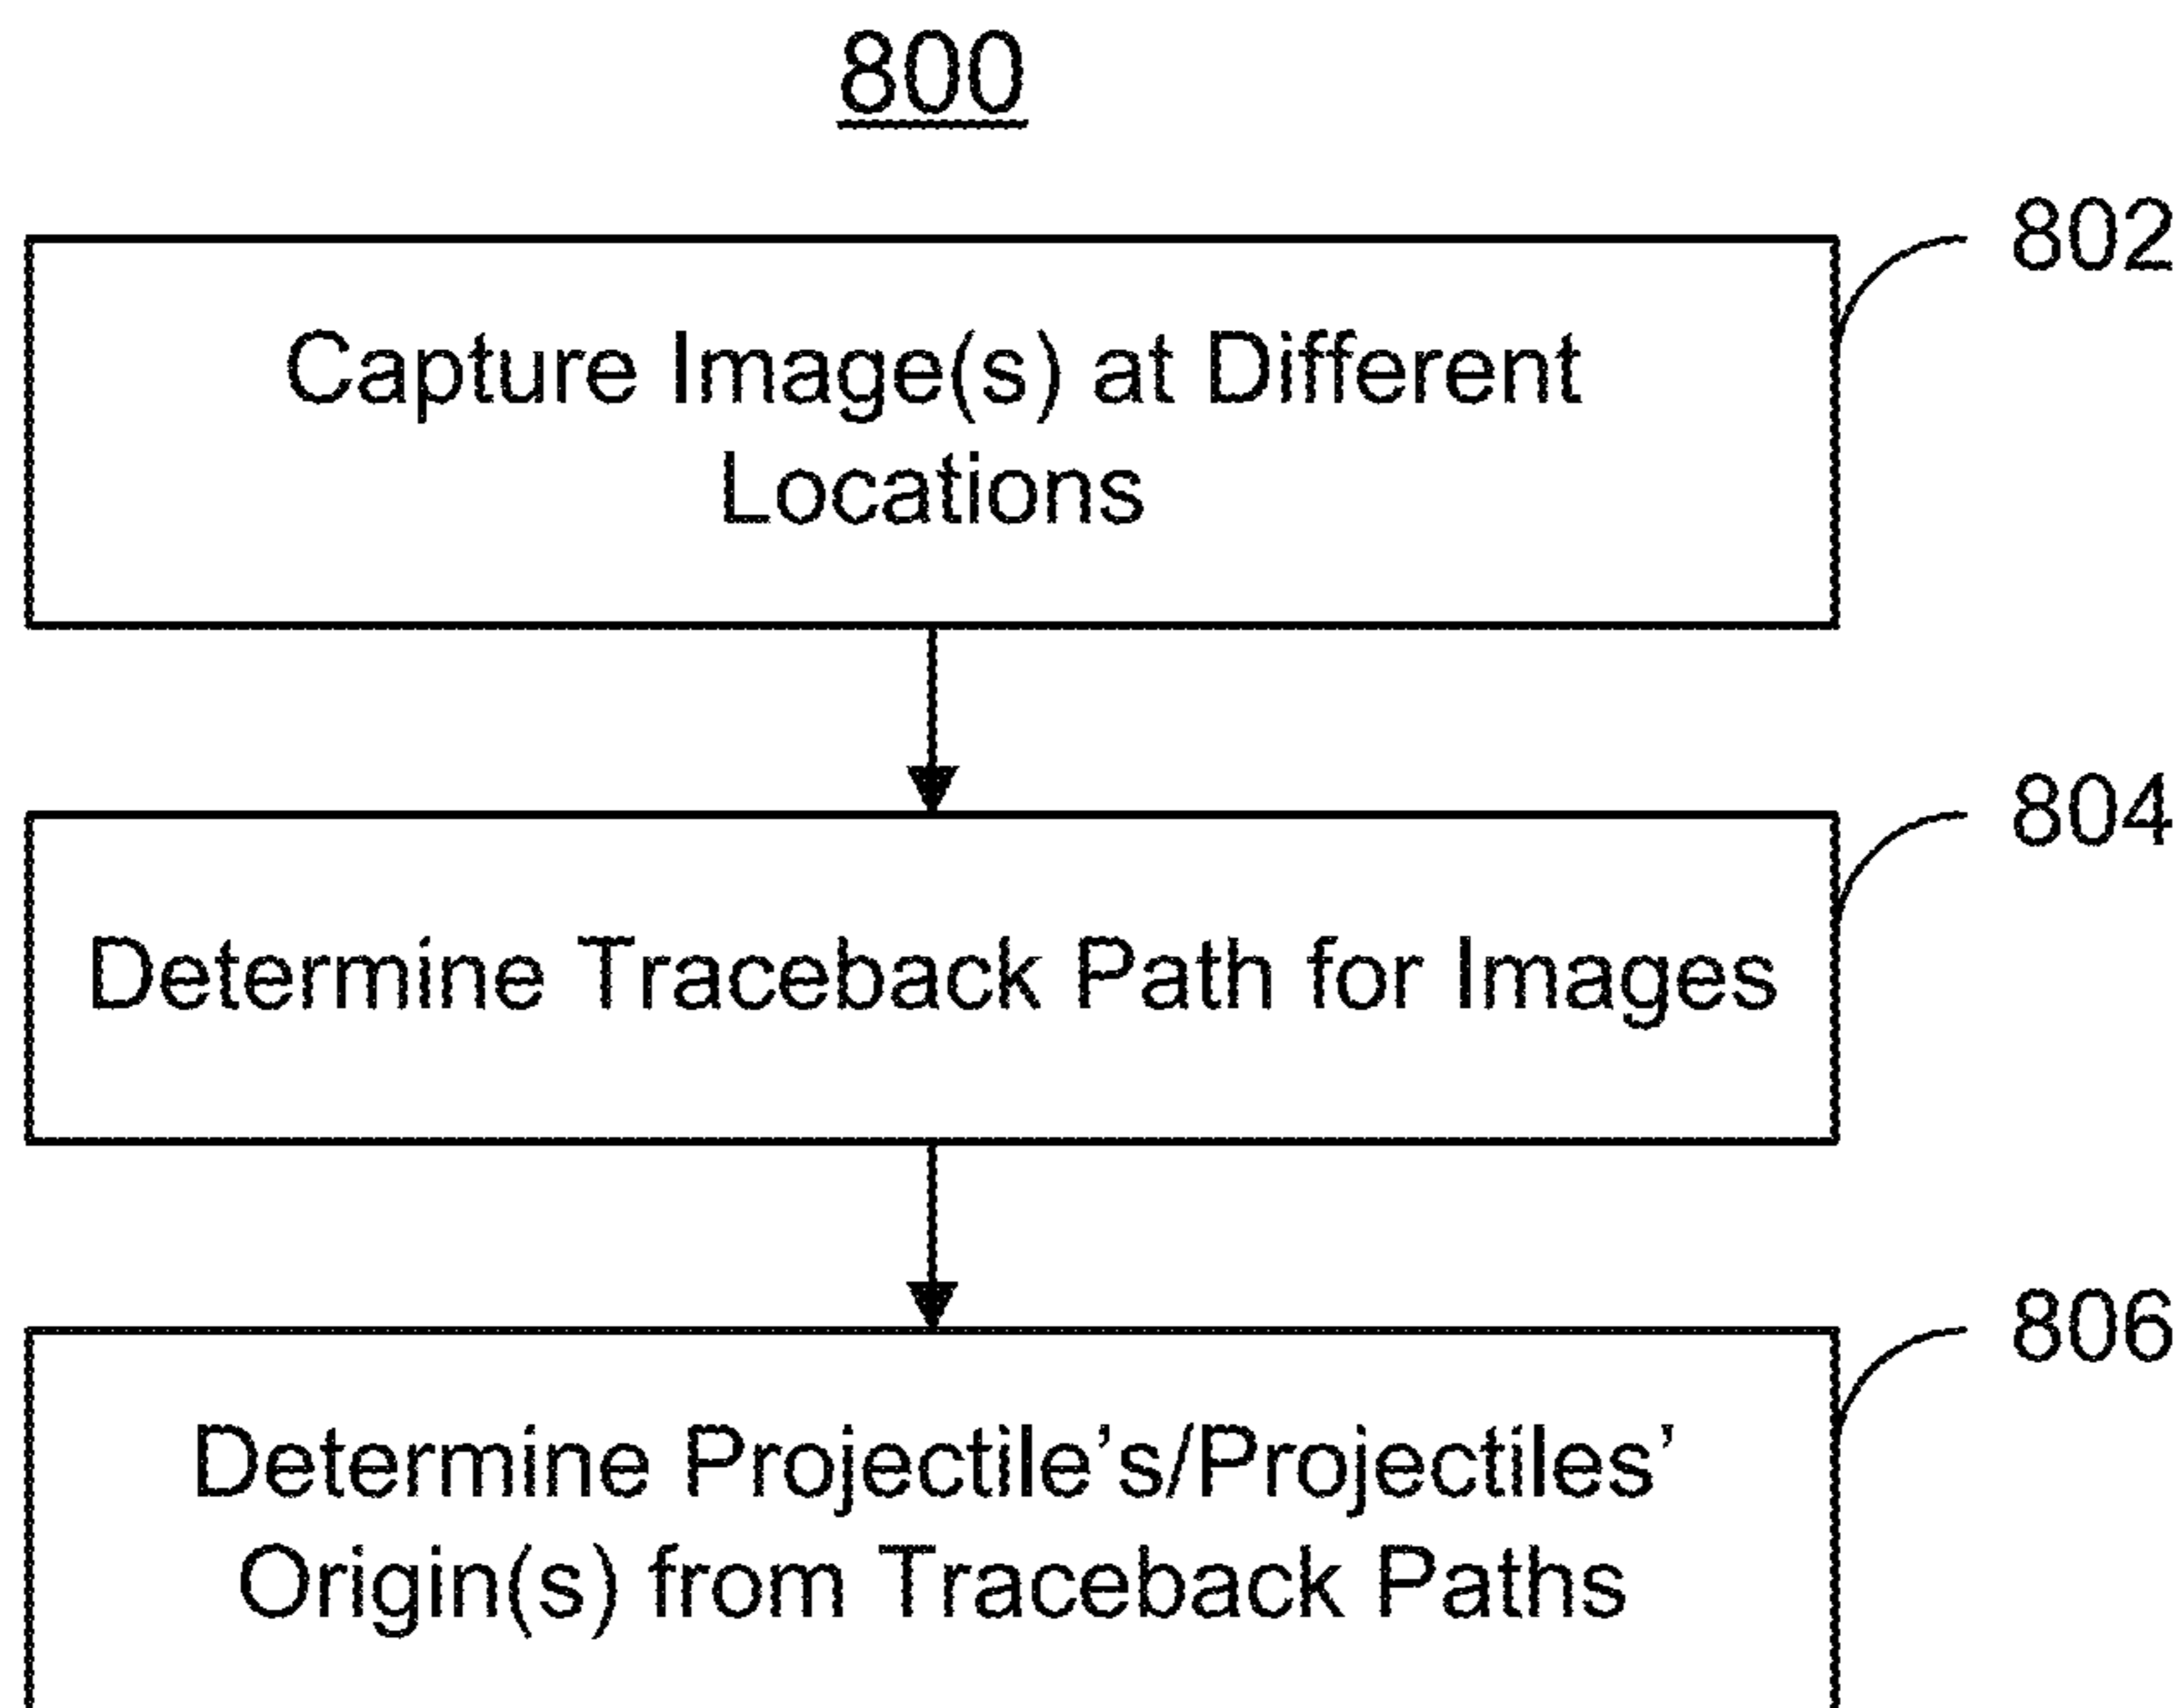 800
802
Capture Image(s) at Different
Locations
804
Determine Traceback Path for Images
806
Determine Projectile’s/Projectiles’
Origin(s) from Traceback Paths